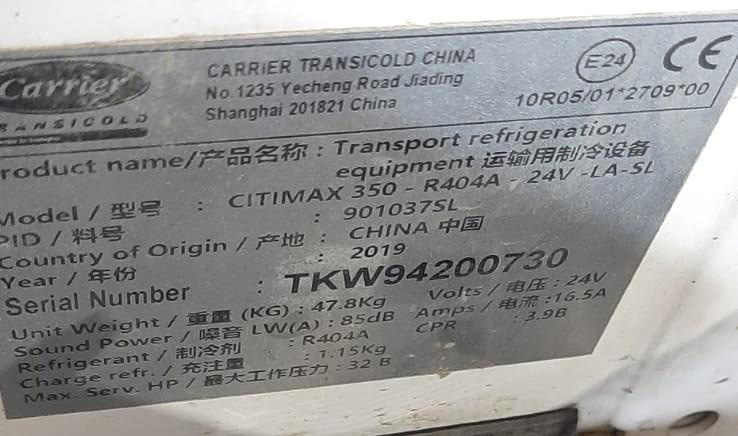 Carrier
TRANSICOLD
CARRIER TRANSICOLD CHINA
No.1235 Yecheng Road Jiading
Shanghai 201821 China
E24
CE
10R05/01*2709*00
roduct name/产品名称 : Transport refrigeration
equipment 运输用制冷设备
Model / 型号 : CITIMAX 350 - R404A - 24V -LA-SL
PID / 料号 : 901037SL
Country of Origin / 产地 : CHINA 中国
Year / 年份 : 2019
Serial Number : TKW94200730
Unit Weight / 重量 (KG) : 47.8Kg Volts / 电压 : 24V
Sound Power / 噪音 LW(A) : 85dB Amps / 电流 :16.5A
Refrigerant / 制冷剂 : R404A CPR : 3.9B
Charge refr. / 充注量 : 1.15Kg
Max. Serv. HP / 最大工作压力 : 32 B